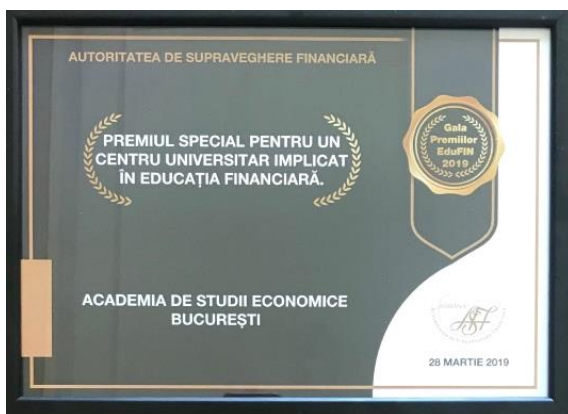 AUTORITATEA DE SUPRAVEGHERE FINANCIARĂ
PREMIUL SPECIAL PENTRU UN
CENTRU UNIVERSITAR IMPLICAT
ÎN EDUCAȚIA FINANCIARĂ.
Gala
Premiilor
EduFIN
2019
ACADEMIA DE STUDII ECONOMICE
BUCUREȘTI
ASF
28 MARTIE 2019